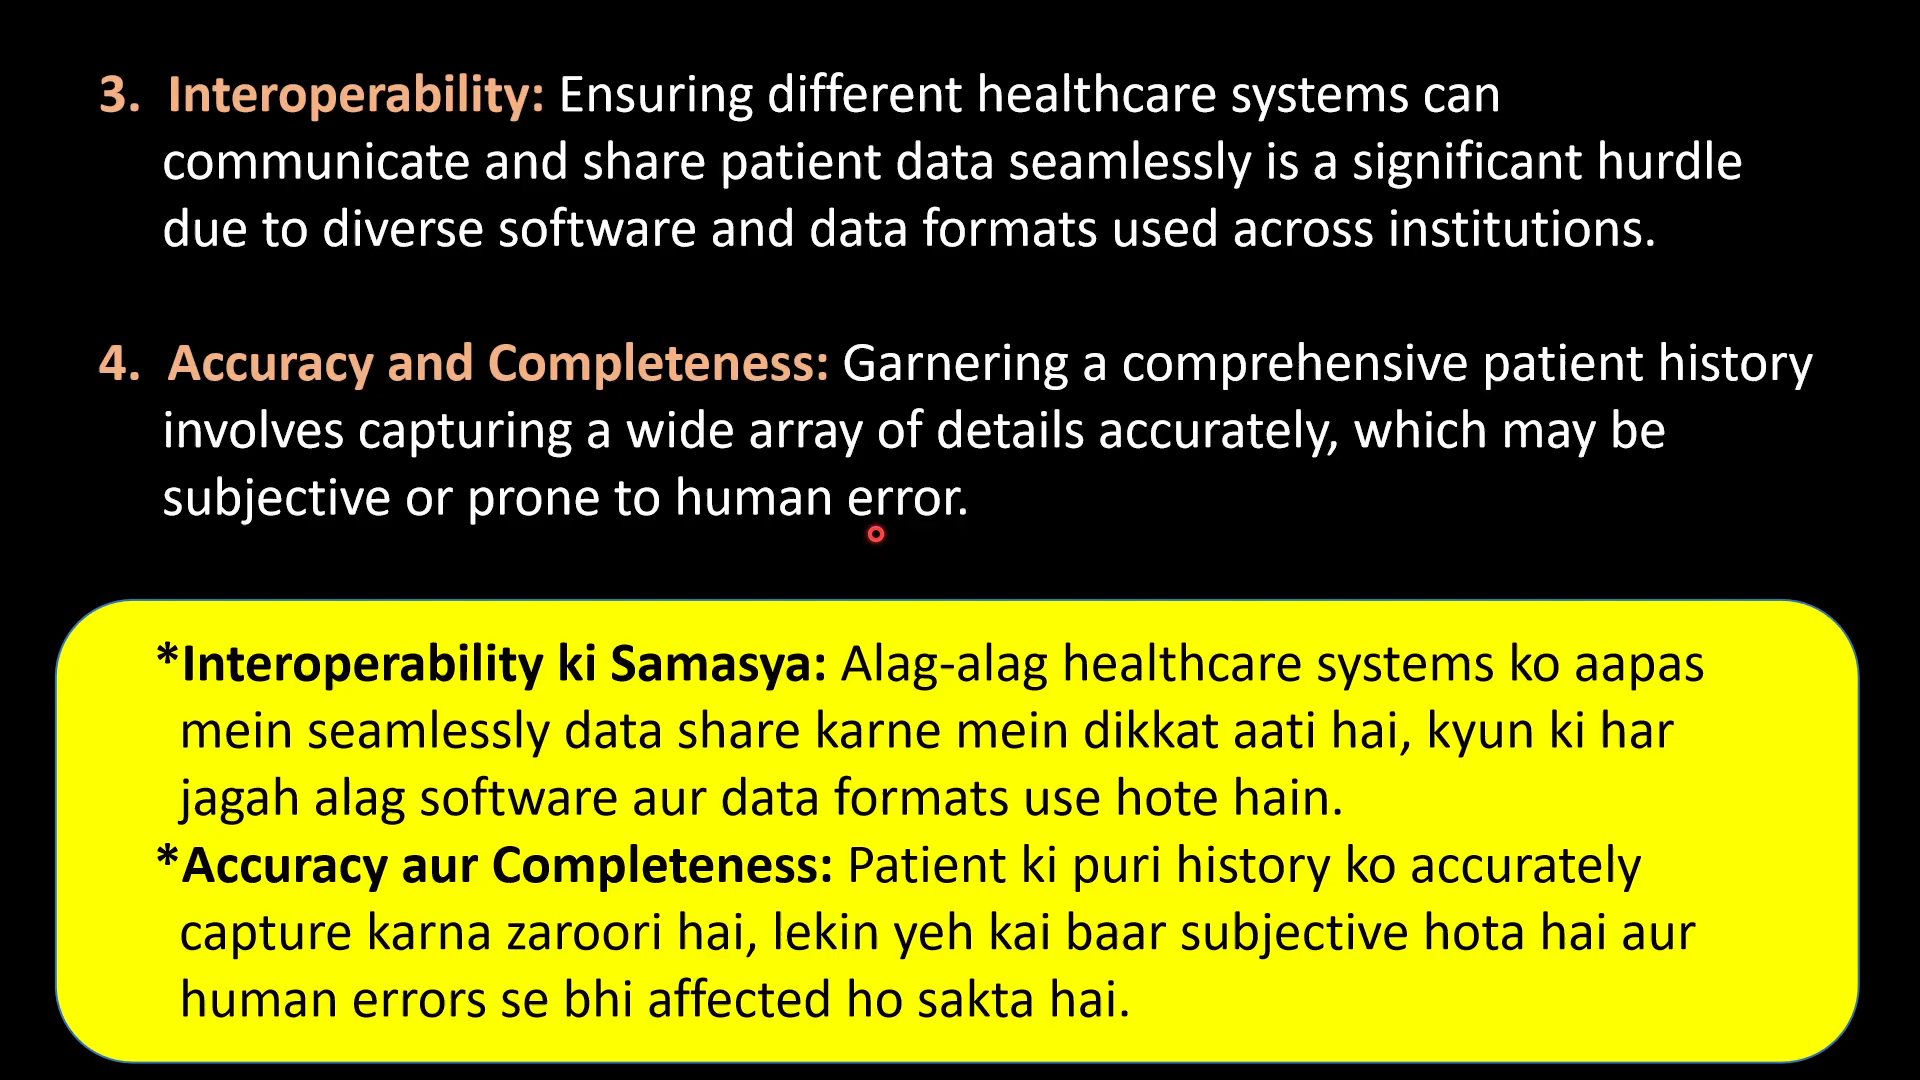 3. Interoperability: Ensuring different healthcare systems can
communicate and share patient data seamlessly is a significant hurdle
due to diverse software and data formats used across institutions.
4. Accuracy and Completeness: Garnering a comprehensive patient history
involves capturing a wide array of details accurately, which may be
subjective or prone to human error.
*Interoperability ki Samasya: Alag-alag healthcare systems ko aapas
mein seamlessly data share karne mein dikkat aati hai, kyun ki har
jagah alag software aur data formats use hote hain.
*Accuracy aur Completeness: Patient ki puri history ko accurately
capture karna zaroori hai, lekin yeh kai baar subjective hota hai aur
human errors se bhi affected ho sakta hai.